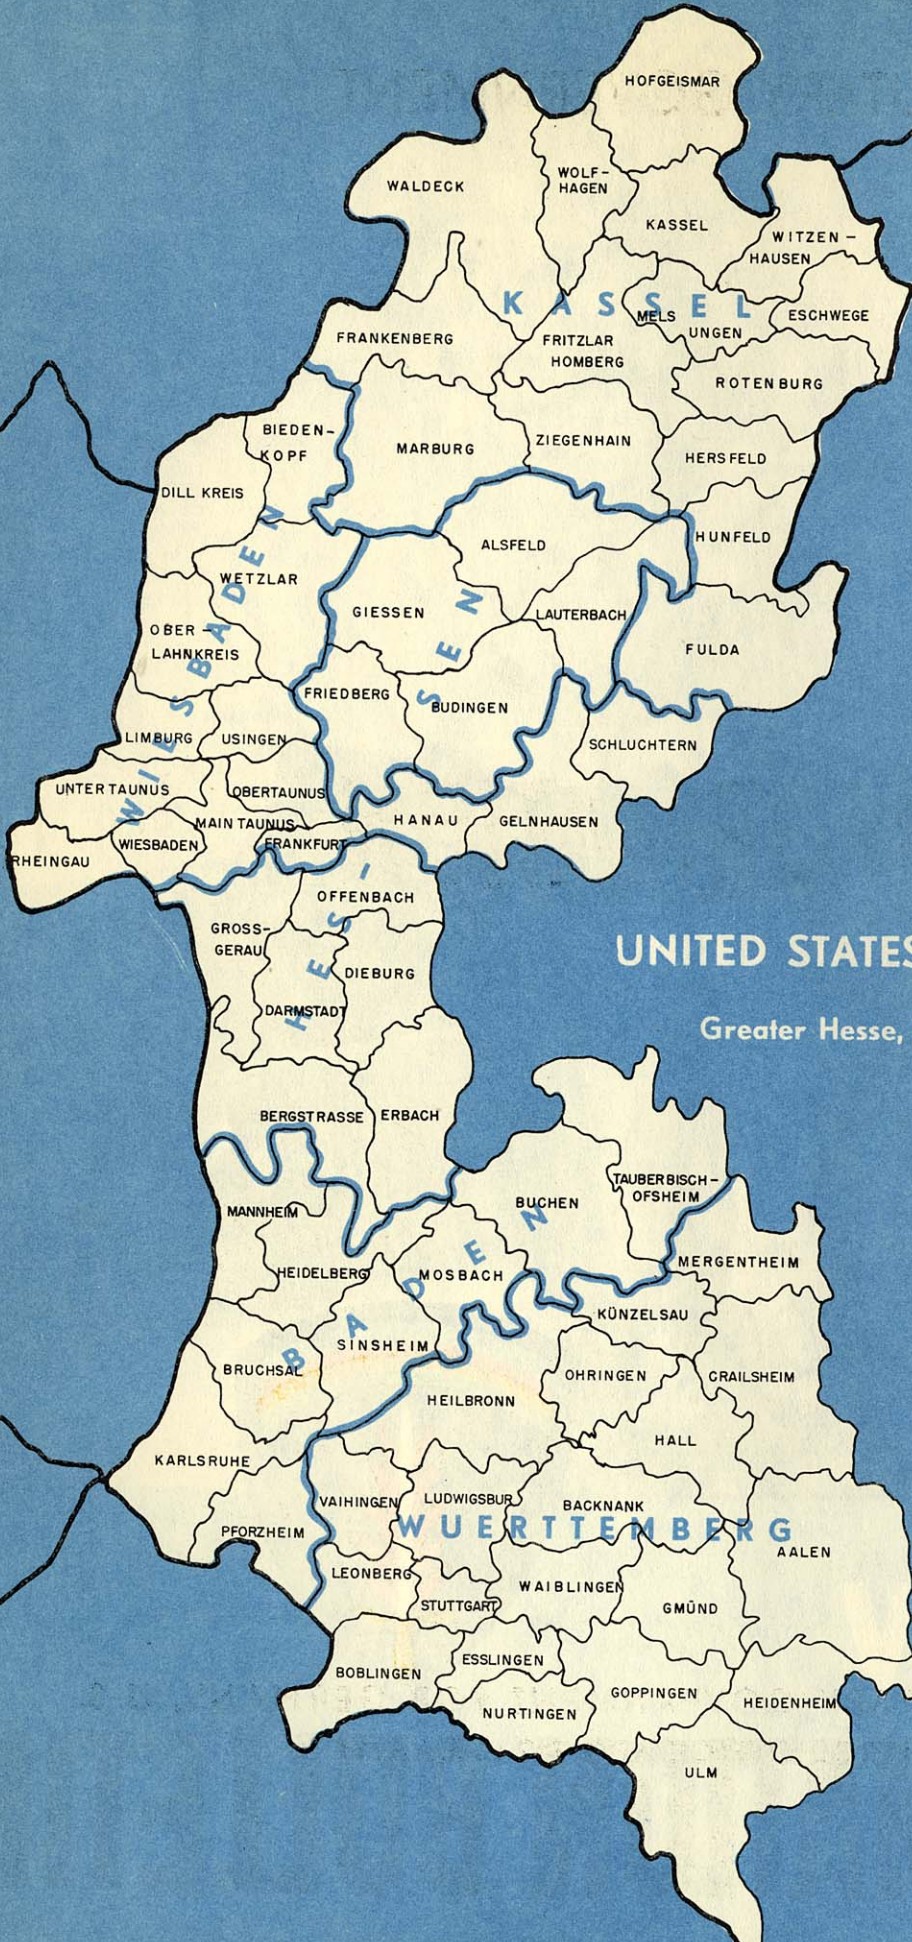 HOFGEISMAR
WALDECK
WOLF-
HAGEN
KASSEL
WITZEN-
HAUSEN
KASSEL
MELS
UNGEN
ESCHWEGE
FRANKENBERG
FRITZLAR
HOMBERG
ROTENBURG
BIEDEN-
KOPF
MARBURG
ZIEGENHAIN
HERSFELD
DILL KREIS
HUNFELD
ALSFELD
WETZLAR
GIESSEN
LAUTERBACH
OBER-
LAHNKREIS
FULDA
FRIEDBERG
BUDINGEN
WIESBADEN
LIMBURG
USINGEN
SCHLUCHTERN
UNTERTAUNUS
OBERTAUNUS
MAIN TAUNUS
HANAU
GELNHAUSEN
WIESBADEN
FRANKFURT
RHEINGAU
HESSEN
OFFENBACH
GROSS-
GERAU
DIEBURG
DARMSTADT
UNITED STATES
Greater Hesse,
BERGSTRASSE
ERBACH
TAUBERBISCH-
OFSHEIM
BUCHEN
MANNHEIM
MERGENTHEIM
HEIDELBERG
MOSBACH
BADEN
KÜNZELSAU
SINSHEIM
BRUCHSAL
OHRINGEN
CRAILSHEIM
HEILBRONN
HALL
KARLSRUHE
VAIHINGEN
LUDWIGSBUR
BACKNANK
WUERTTEMBERG
PFORZHEIM
AALEN
LEONBERG
WAIBLINGEN
STUTTGART
GMÜND
ESSLINGEN
BOBLINGEN
GOPPINGEN
HEIDENHEIM
NURTINGEN
ULM